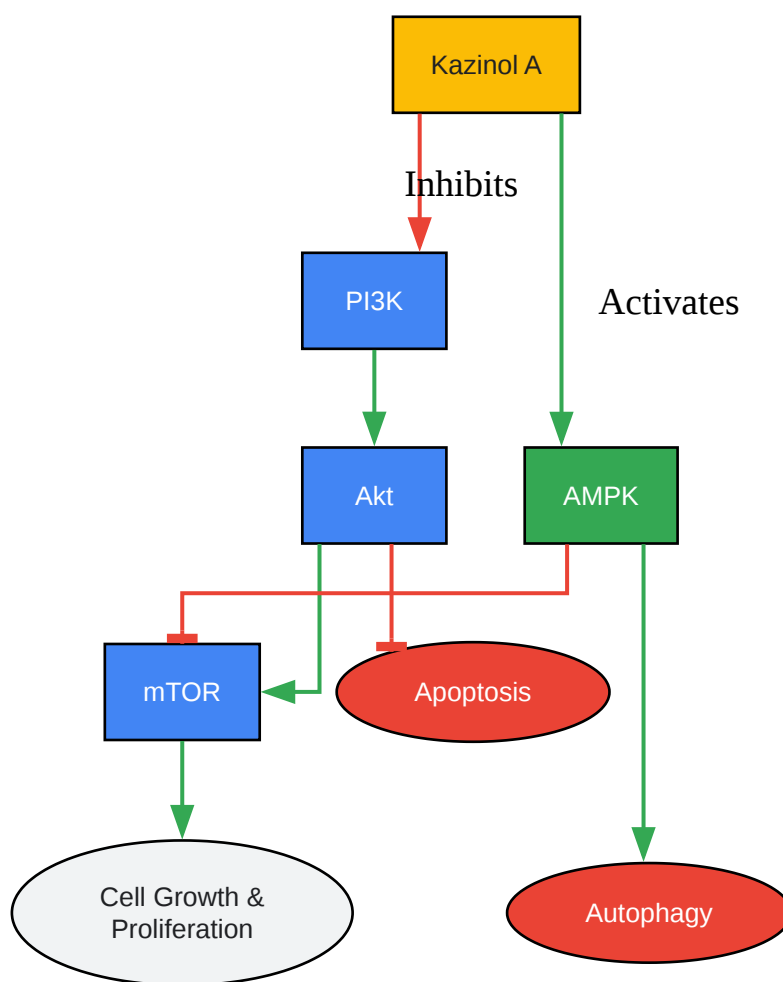 Kazinol A
Inhibits
PI3K
Activates
Akt
AMPK
mTOR
Apoptosis
Cell Growth &
Proliferation
Autophagy